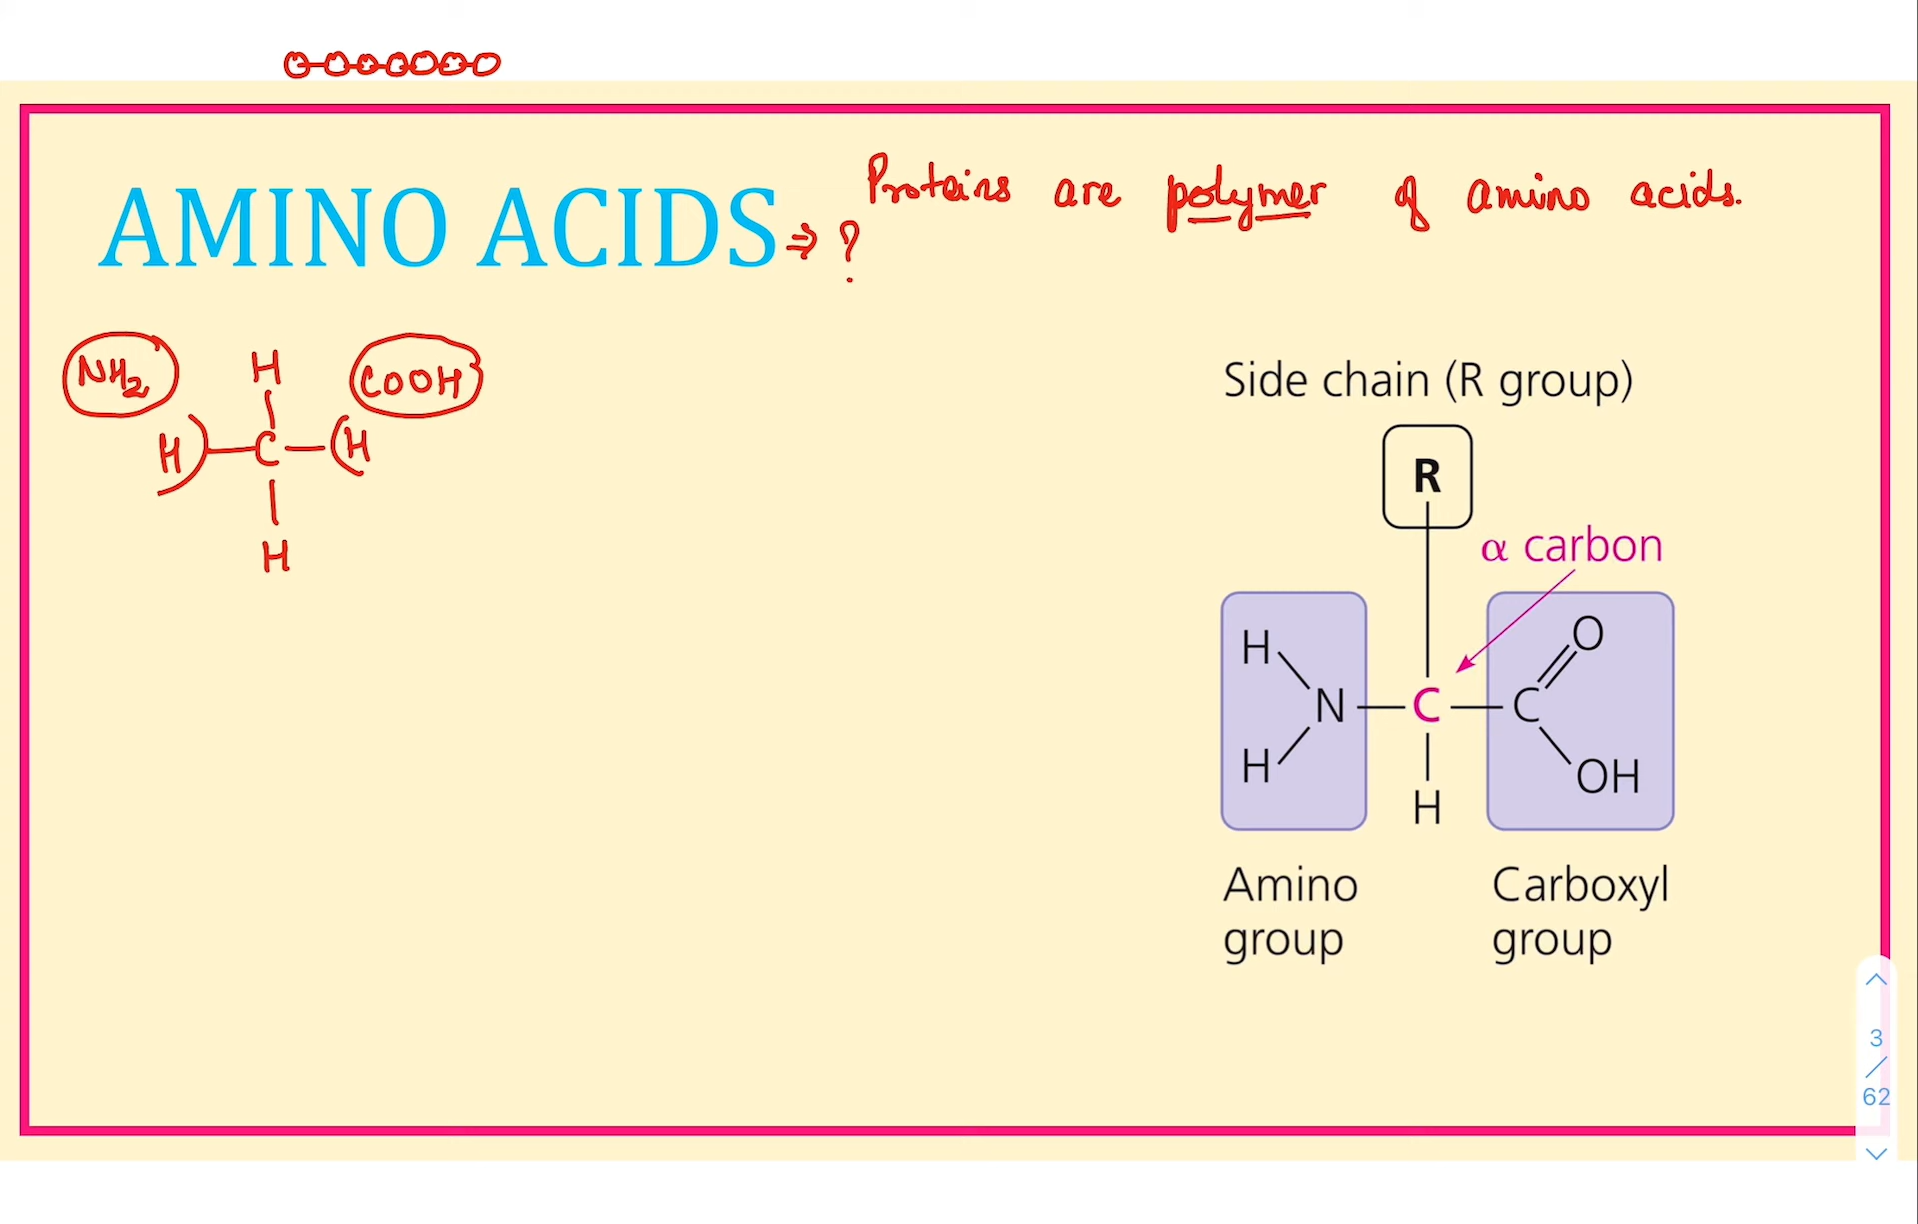 Proteins are polymer of amino acids.
AMINO ACIDS ⇒ ?
NH2 H COOH
H C H
H
Side chain (R group)
R
α carbon
H O
N C C
H OH
H
Amino group
Carboxyl group
3
/
62